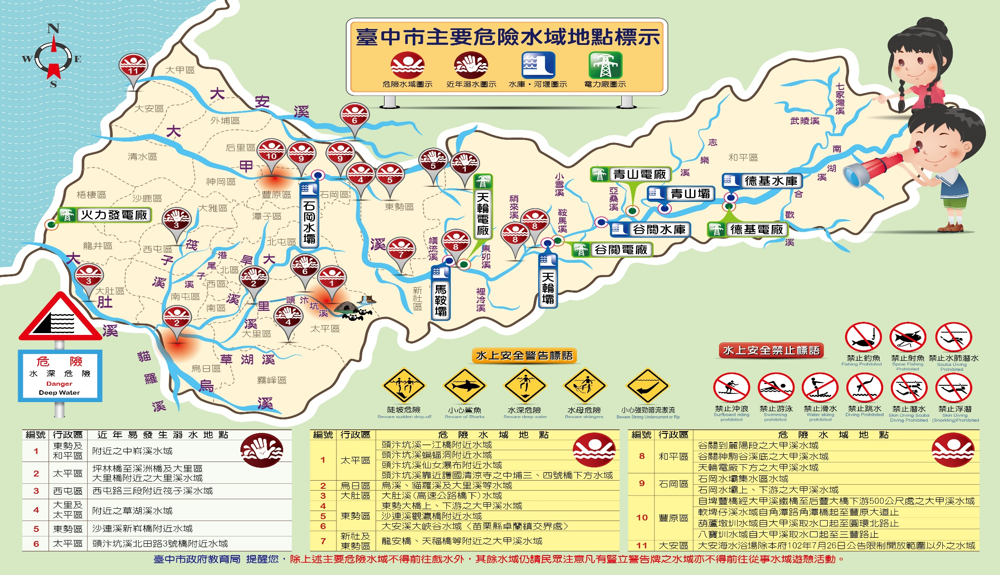 臺中市主要危險水域地點標示
危險水域圖示
近年溺水圖示
水庫・河堰圖示
電力廠圖示
N
W
E
S
11
大甲區
大安溪
七家灣溪
大安區
外埔區
6
武陵溪
大甲溪
后里區
10
9
9
5
1
志樂溪
南湖溪
和平區
清水區
神岡區
4
5
小雪溪
青山電廠
德基水庫
梧棲區
沙鹿區
豐原區
石岡區
東勢區
天輪電廠
稍來溪
亞桑溪
青山壩
合歡溪
火力發電廠
大雅區
潭子區
石岡水壩
3
鞍馬溪
8
8
谷關水庫
德基電廠
龍井區
西屯區
筏子溪
北屯區
7
橫流溪
8
東卯溪
谷關電廠
大肚溪
港尾子溪
旱溪
大里溪
北區
6
3
2
1
西區
大肚區
南屯區
南區
頭汴坑溪
新社區
馬鞍壩
裡冷溪
天輪壩
2
4
太平區
大里區
草湖溪
貓羅溪
烏日區
霧峰區
烏溪
危險
水深危險
Danger
Deep Water
水上安全警告標語
陡坡危險
Beware sudden drop-off
小心鯊魚
Beware of Sharks
水深危險
Beware deep water
水母危險
Beware skiingers
小心強勁暗流激流
Beware Strong Undercurrent or Rip
水上安全禁止標語
禁止釣魚
Fishing Prohibited
禁止射魚
Spear Fishing
Prohibited
禁止水肺潛水
Scuba Diving
Prohibited
禁止沖浪
Surfboard riding
prohibited
禁止游泳
Swimming
prohibited
禁止滑水
Water skiing
prohibited
禁止跳水
Diving Prohibited
禁止潛水
Skin Diving Scuba
Diving Prohibited
禁止浮潛
Skin Diving
(Snorkling)Prohibited
編號 行政區 近年易發生溺水地點
1 東勢及和平區 附近之中嵙溪水域
2 太平區 坪林橋至溪洲橋及大里區
大里橋附近之大里溪水域
3 西屯區 西屯路三段附近筏子溪水域
4 大里及太平區 附近之草湖溪水域
5 東勢區 沙連溪新嵙橋附近水域
6 太平區 頭汴坑溪北田路3號橋附近水域
編號 行政區 危險水域地點
1 太平區 頭汴坑溪一江橋附近水域
頭汴坑溪蝙蝠洞附近水域
頭汴坑溪仙女瀑布附近水域
頭汴坑溪靠近護國清涼寺之中埔三、四號橋下方水域
2 烏日區 烏溪、貓羅溪及大里溪等水域
3 大肚區 大肚溪(高速公路橋下)水域
4 東勢區 東勢大橋上、下游之大甲溪水域
5 沙連溪觀瀛橋附近水域
6 大安溪大峽谷水域〈苗栗縣卓蘭鎮交界處〉
7 新社及東勢區 龍安橋、天福橋等附近之大甲溪水域
編號 行政區 危險水域地點
8 和平區 谷關到麗陽段之大甲溪水域
谷關神駒谷溪底之大甲溪水域
天輪電廠下方之大甲溪水域
9 石岡區 石岡水壩集水區水域
石岡水壩上、下游之大甲溪水域
10 豐原區 自埤豐橋經大甲溪鐵橋至后豐大橋下游500公尺處之大甲溪水域
軟埤仔溪水域自角潭路角潭橋起至豐原大道止
葫蘆墩圳水域自大甲溪取水口起至圓環北路止
八寶圳水域自大甲溪取水口起至三豐路止
11 大安區 大安海水浴場除本府102年7月26日公告限制開放範圍以外之水域
臺中市政府教育局 提醒您，除上述主要危險水域不得前往戲水外，其餘水域仍請民眾注意凡有豎立警告牌之水域亦不得前往從事水域遊憩活動。